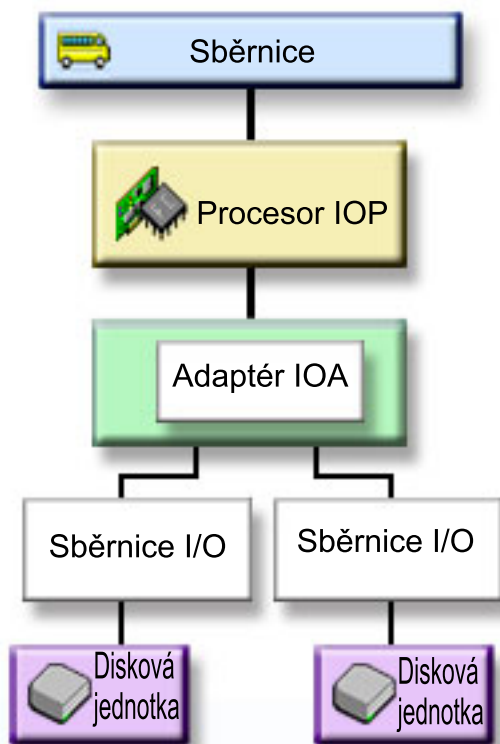 Sběrnice
Procesor IOP
Adaptér IOA
Sběrnice I/O
Sběrnice I/O
Disková
jednotka
Disková
jednotka